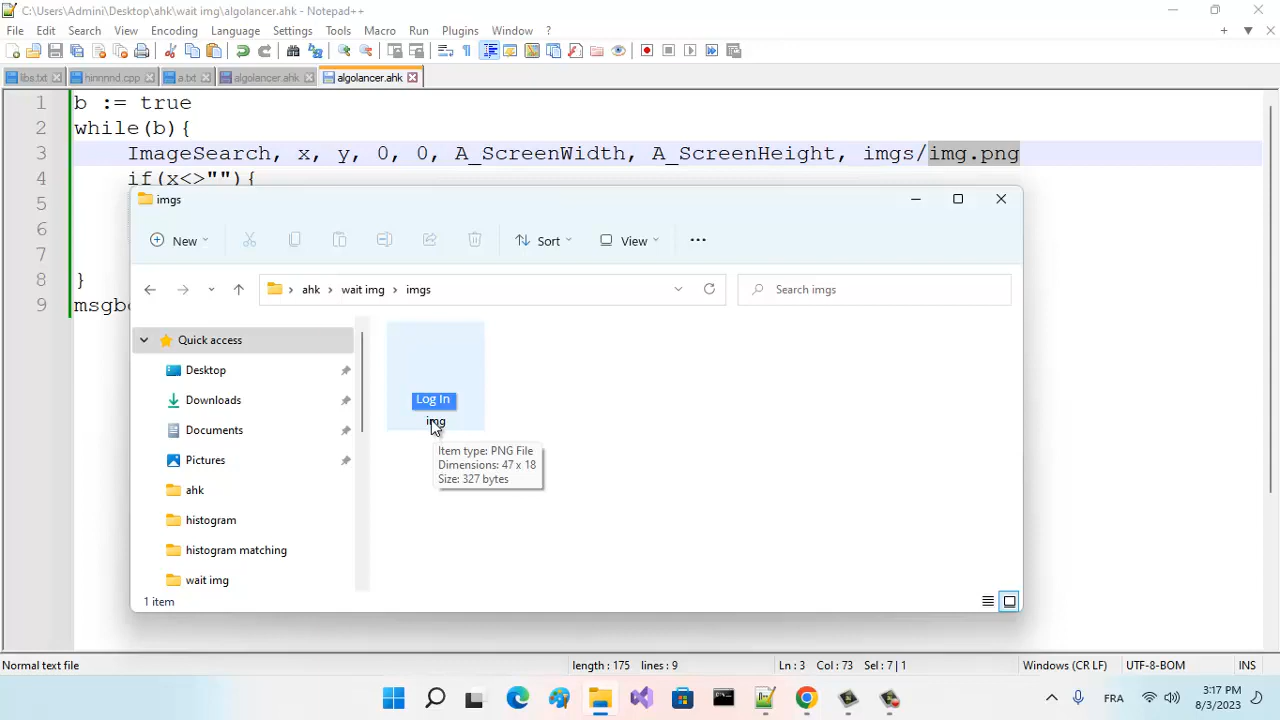 C:\Users\Admini\Desktop\ahk\wait img\algolancer.ahk - Notepad++
File Edit Search View Encoding Language Settings Tools Macro Run Plugins Window ?
libs.txt hinnnnd.cpp a.txt algolancer.ahk algolancer.ahk
1 b := true
2 while(b){
3 ImageSearch, x, y, 0, 0, A_ScreenWidth, A_ScreenHeight, imgs/img.png
4 if(x<>""){
5
6
7
8 }
9 msgb
imgs
New Sort View
ahk wait img imgs
Search imgs
Quick access
Desktop
Downloads
Documents
Pictures
ahk
histogram
histogram matching
wait img
Log In
img
Item type: PNG File
Dimensions: 47 x 18
Size: 327 bytes
1 item
Normal text file length : 175 lines : 9 Ln : 3 Col : 73 Sel : 7 | 1 Windows (CR LF) UTF-8-BOM INS
FRA
3:17 PM
8/3/2023